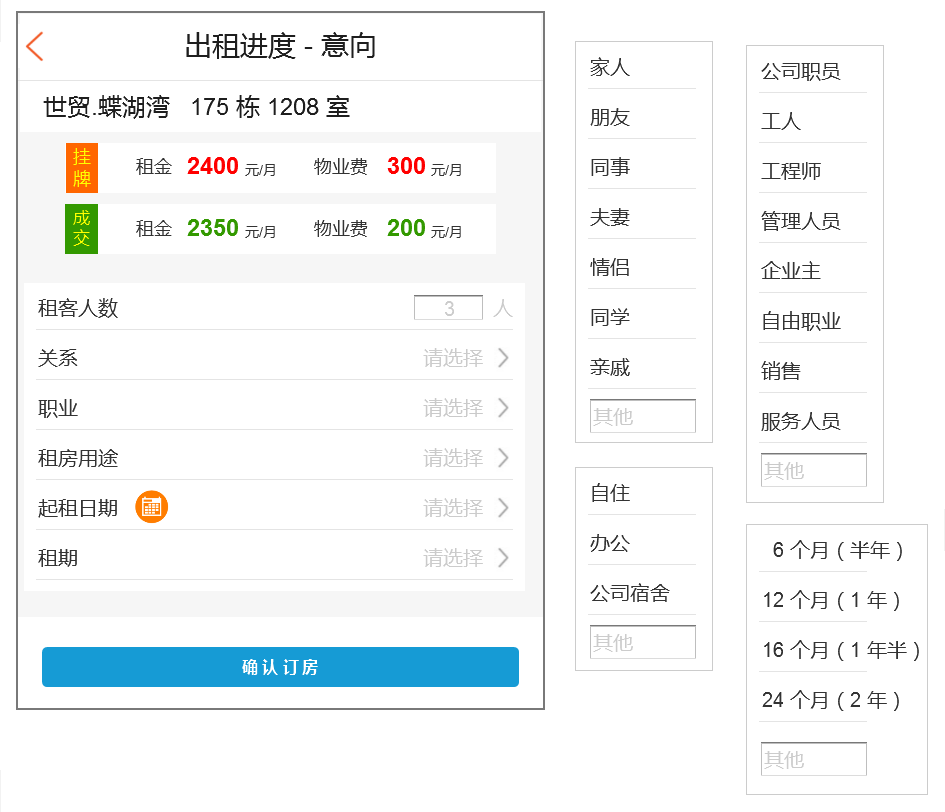 出租进度 - 意向
世贸.蝶湖湾 175 栋 1208 室
挂牌 租金 2400 元/月 物业费 300 元/月
成交 租金 2350 元/月 物业费 200 元/月
租客人数 3 人
关系 请选择
职业 请选择
租房用途 请选择
起租日期 请选择
租期 请选择
确认订房
家人
朋友
同事
夫妻
情侣
同学
亲戚
其他
自住
办公
公司宿舍
其他
公司职员
工人
工程师
管理人员
企业主
自由职业
销售
服务人员
其他
6 个月 ( 半年 )
12 个月 ( 1 年 )
16 个月 ( 1 年半 )
24 个月 ( 2 年 )
其他